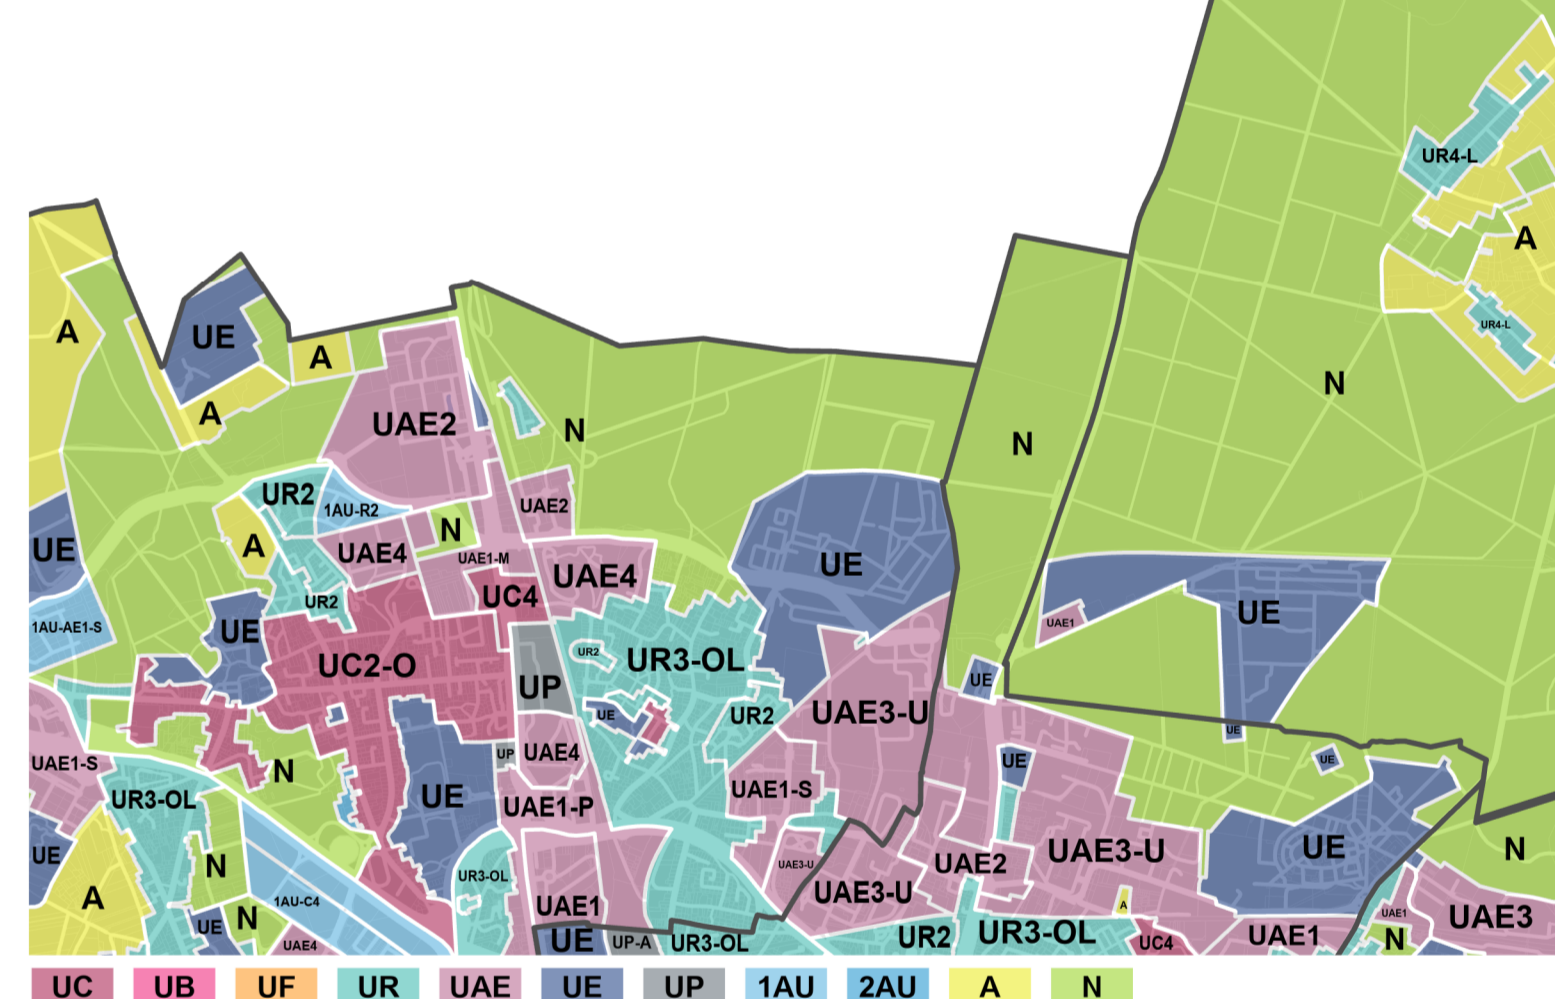 UR4-L
A
UR4-L
A
UE
A
A
N
UAE2
N
N
UR2
1AU-R2
UAE2
N
UE
A
UAE4
UAE1-M
UAE4
UE
UC4
UR2
UE
UAE1
1AU-AE1-S
UE
UR2
UR3-OL
UC2-O
UP
UE
UE
UR2
UAE3-U
UE
UP
UAE4
UE
UE
UAE1-S
N
UAE1-S
UR3-OL
UE
UAE1-P
UE
UE
N
UAE3-U
UAE2
UAE3-U
N
UR3-OL
A
1AU-C4
UAE3-U
A
UAE1
UAE1
UAE3
N
UE
UAE4
UE
UP-A
UR3-OL
UR2
UR3-OL
UC4
UAE1
N
UC
UB
UF
UR
UAE
UE
UP
1AU
2AU
A
N